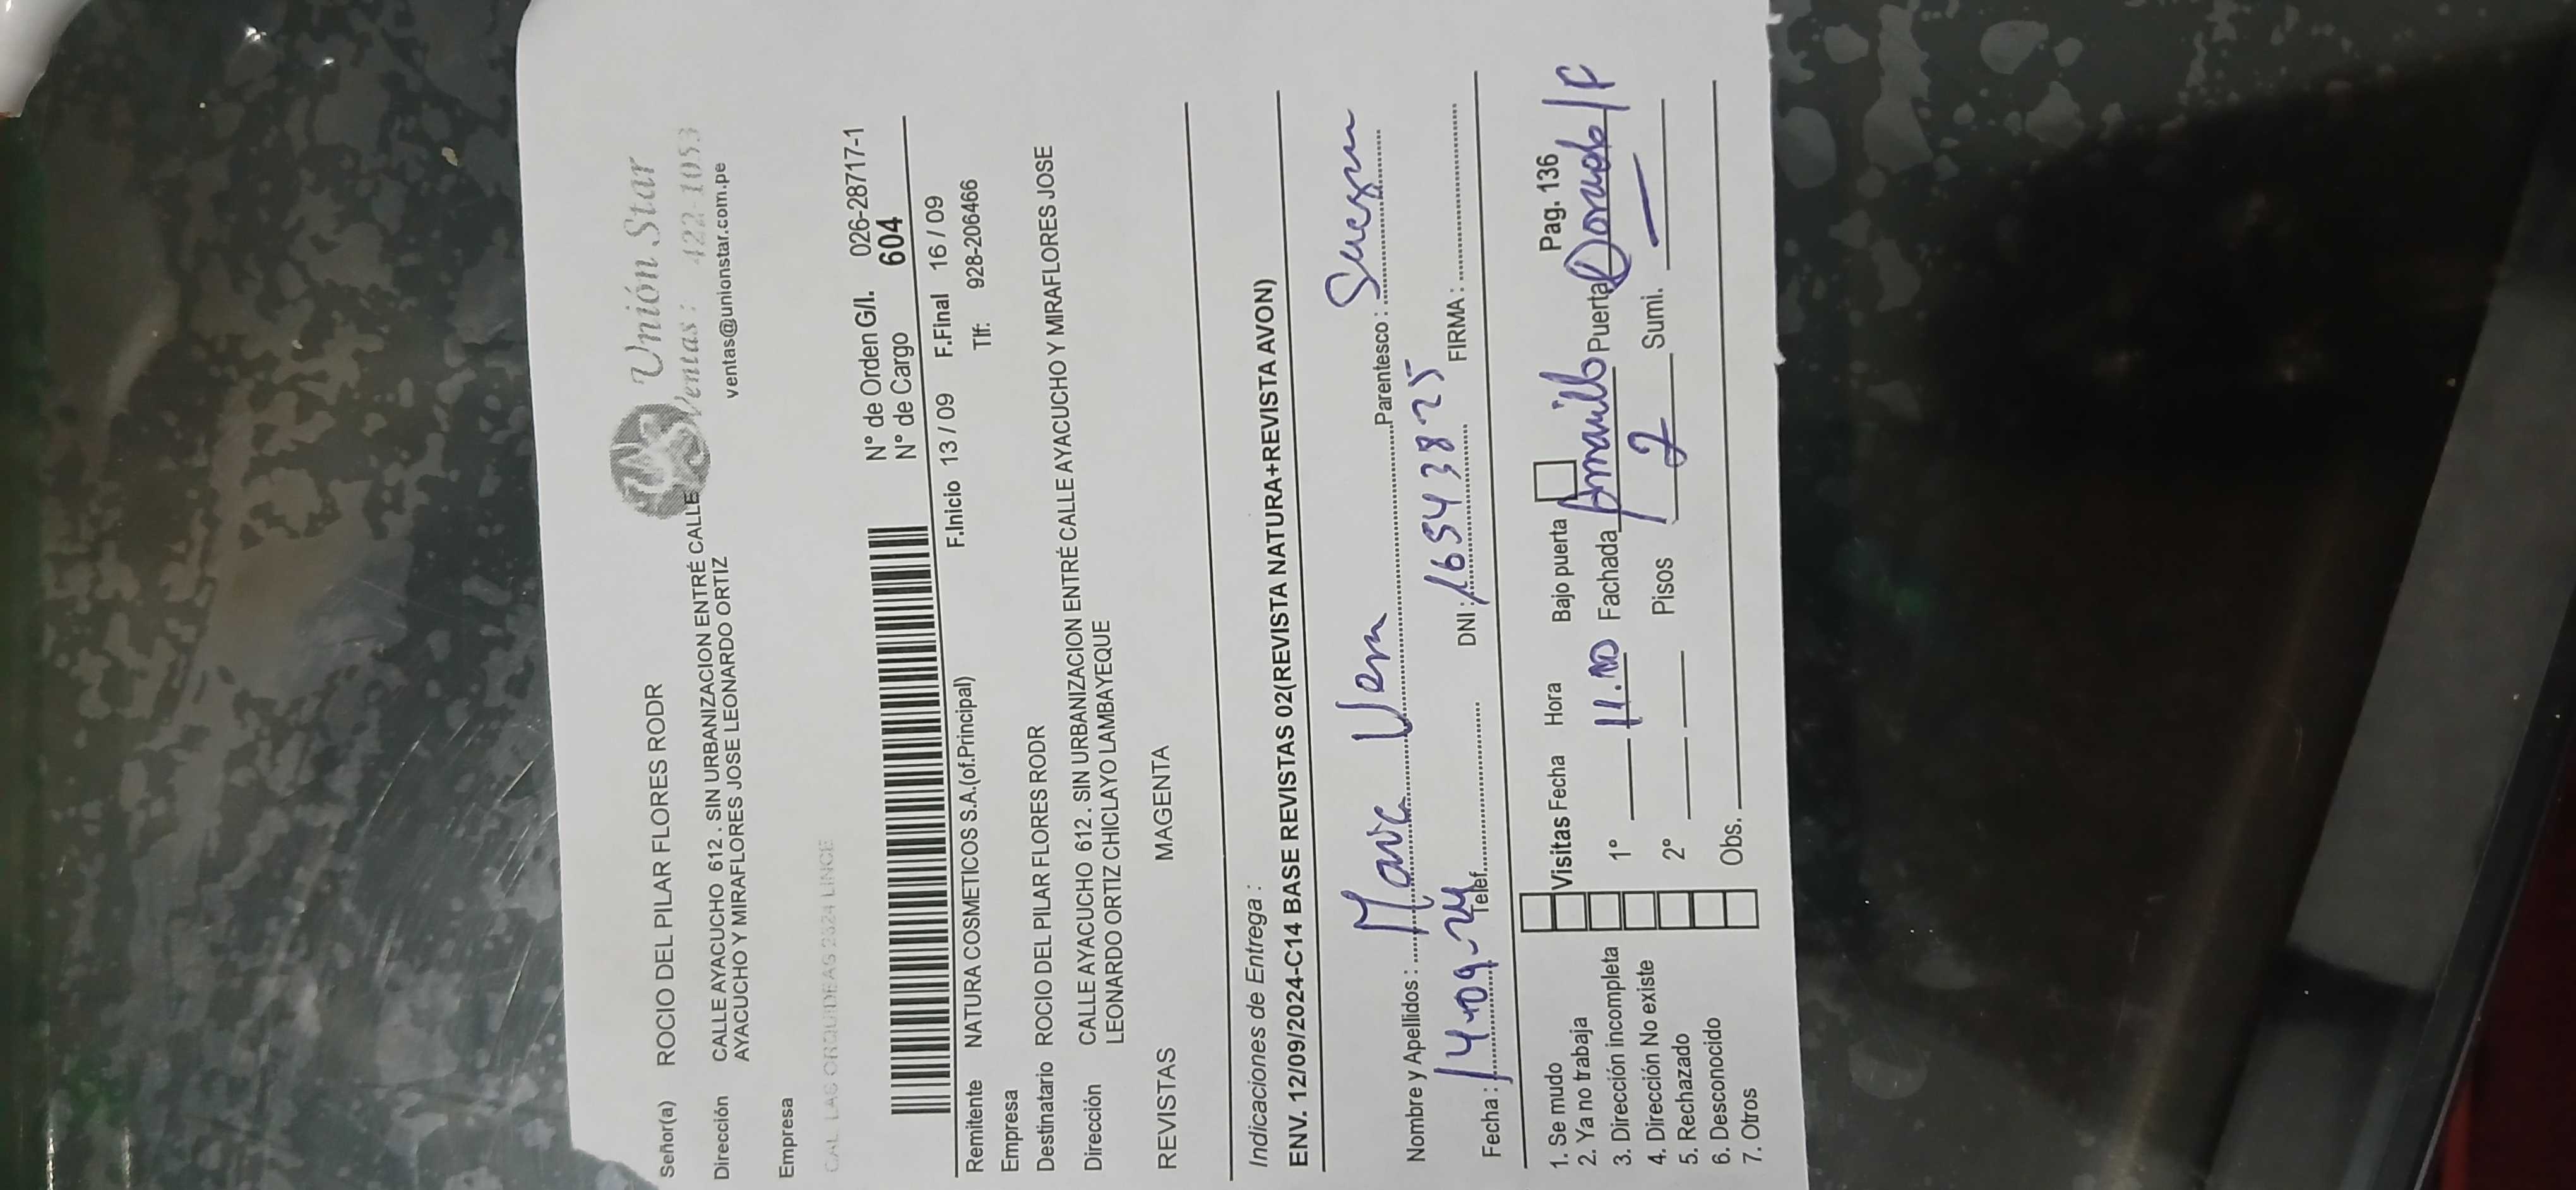 Unión Star
Ventas: 422-1053
ventas@unionstar.com.pe
Señor(a) ROCIO DEL PILAR FLORES RODR
Dirección CALLE AYACUCHO 612 . SIN URBANIZACION ENTRÉ CALLE
AYACUCHO Y MIRAFLORES JOSE LEONARDO ORTIZ
Empresa
CAL LAS ORQUIDEAS 2324 LINCE
N° de Orden G/I. 026-28717-1
N° de Cargo 604
F.Inicio 13 / 09 F.Final 16 / 09
Remitente NATURA COSMETICOS S.A.(of.Principal) Tlf: 928-206466
Empresa
Destinatario ROCIO DEL PILAR FLORES RODR
Dirección CALLE AYACUCHO 612 . SIN URBANIZACION ENTRÉ CALLE AYACUCHO Y MIRAFLORES JOSE
LEONARDO ORTIZ CHICLAYO LAMBAYEQUE
REVISTAS MAGENTA
Indicaciones de Entrega :
ENV. 12/09/2024-C14 BASE REVISTAS 02(REVISTA NATURA+REVISTA AVON)
Nombre y Apellidos : Parentesco :
Fecha : 14-09-24 Telef. DNI : 16543825 FIRMA :
1. Se mudo
2. Ya no trabaja
3. Dirección incompleta
4. Dirección No existe
5. Rechazado
6. Desconocido
7. Otros
Visitas Fecha Hora Bajo puerta Pag. 136
1° 11.00 Fachada Amarillo Puerta Dorado/F
2° Pisos 2 Sumi. —
Obs.